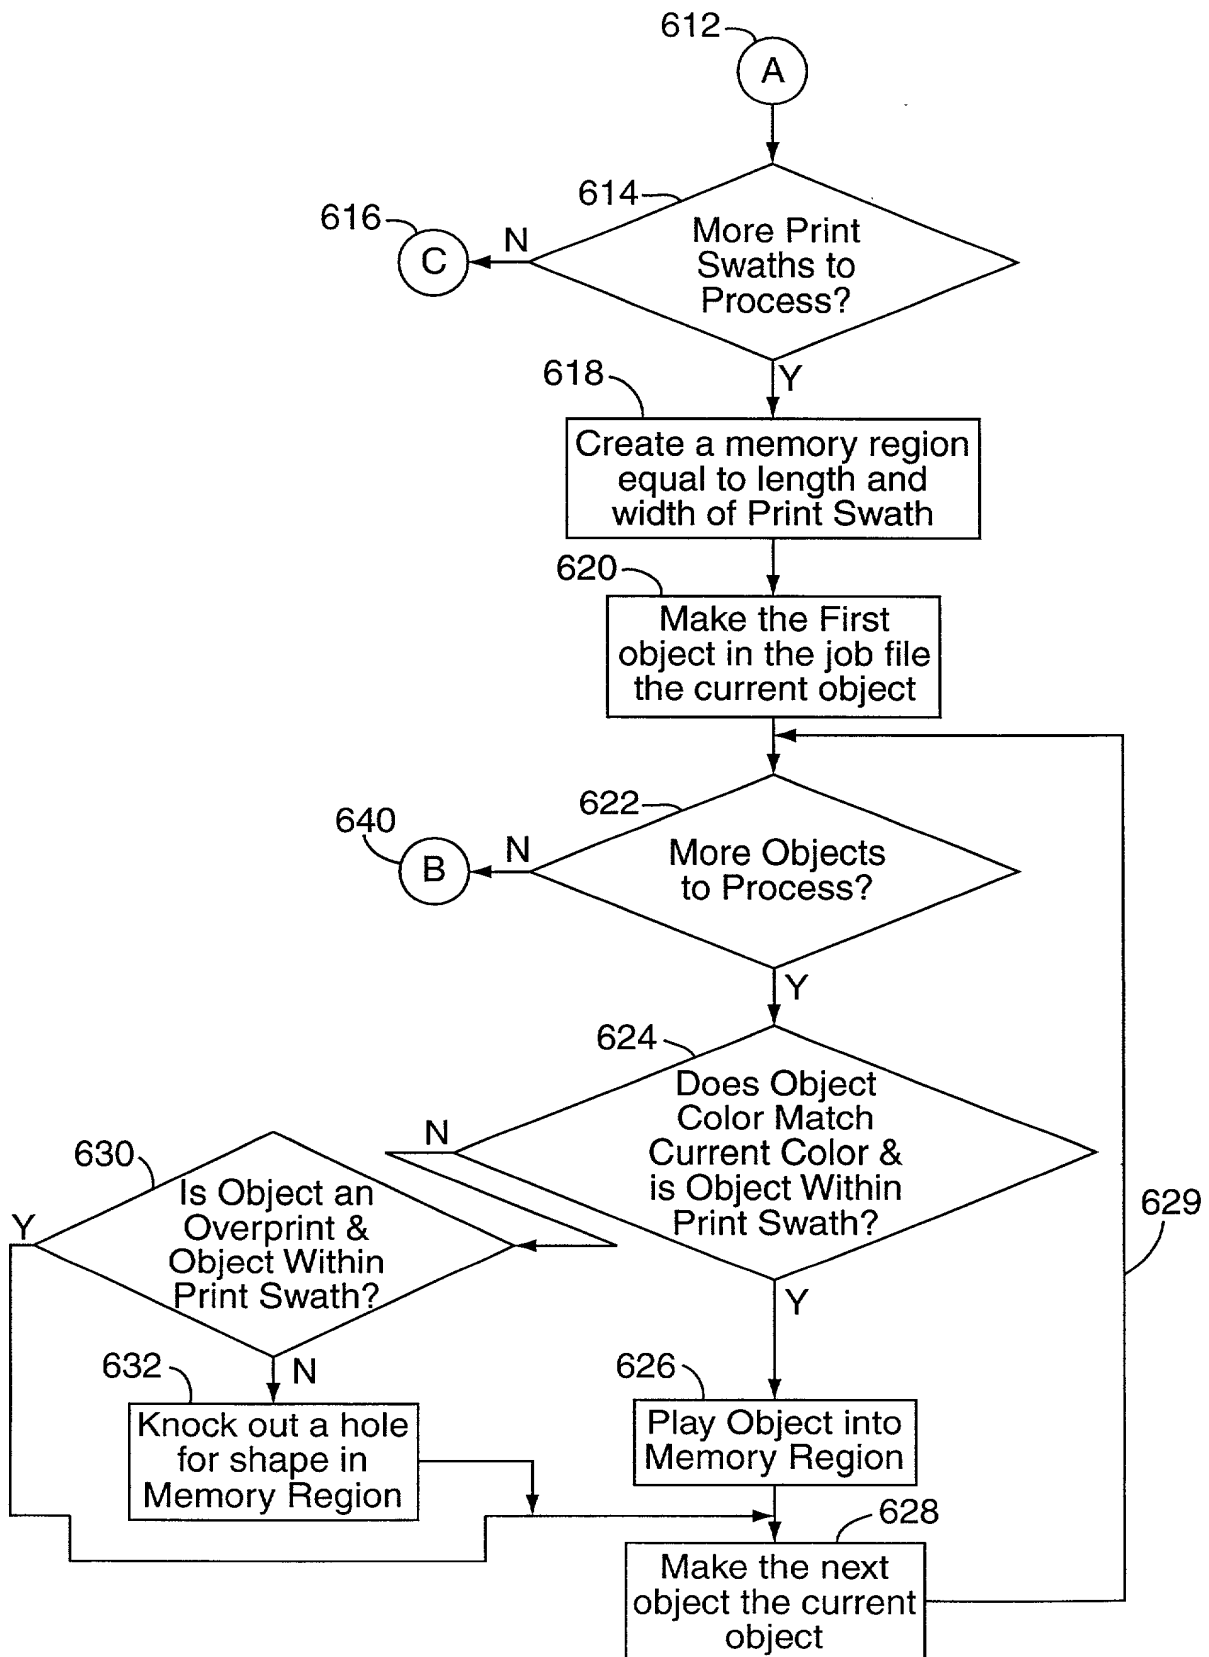 612
A
614
616
N
C
More Print
Swaths to
Process?
Y
618
Create a memory region
equal to length and
width of Print Swath
620
Make the First
object in the job file
the current object
622
640
N
B
More Objects
to Process?
Y
624
Does Object
Color Match
Current Color &
is Object Within
Print Swath?
N
630
Is Object an
Overprint &
Object Within
Print Swath?
Y
629
Y
N
632
Knock out a hole
for shape in
Memory Region
626
Play Object into
Memory Region
628
Make the next
object the current
object